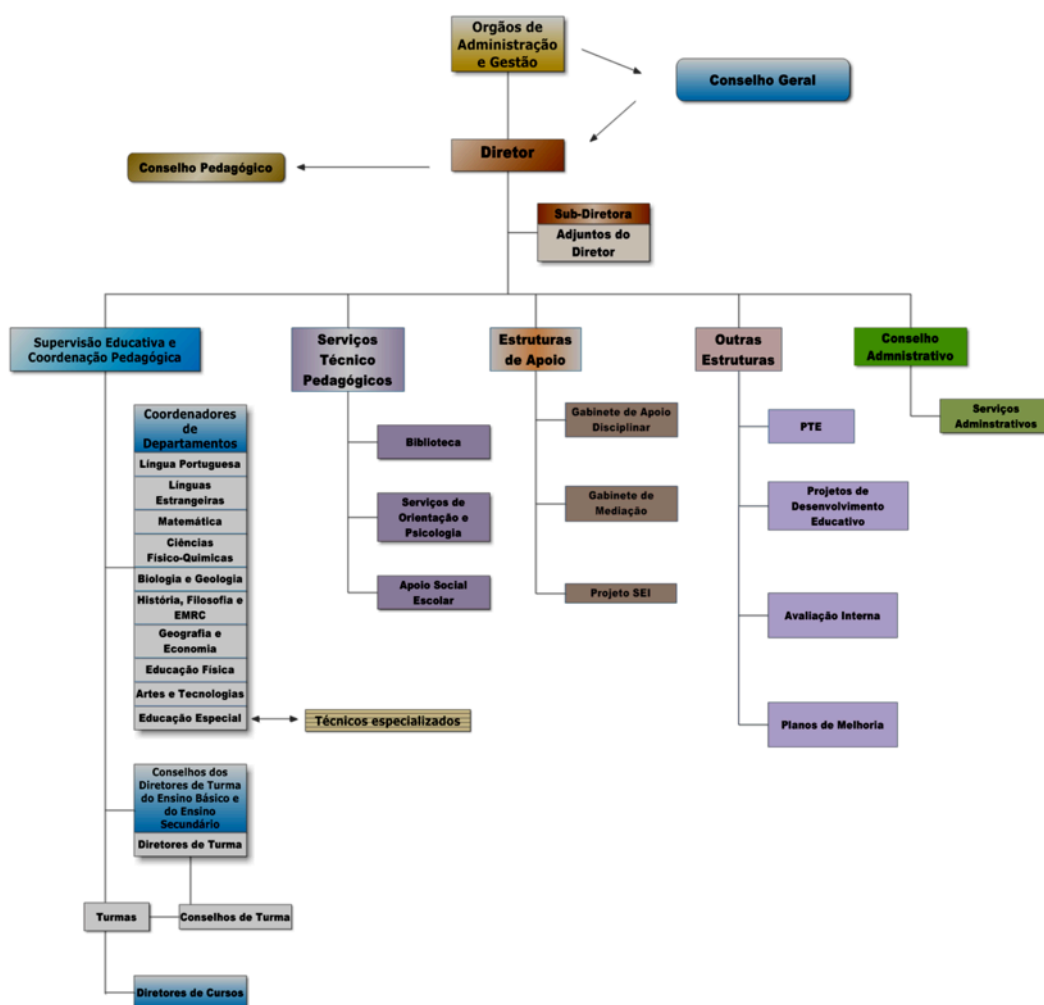 Orgãos de
Administração
e Gestão
Conselho Geral
Diretor
Conselho Pedagógico
Sub-Diretora
Adjuntos do
Diretor
Supervisão Educativa e
Coordenação Pedagógica
Serviços
Técnico
Pedagógicos
Estruturas
de Apoio
Outras
Estruturas
Conselho
Admnistrativo
Coordenadores
de
Departamentos
Língua Portuguesa
Línguas
Estrangeiras
Matemática
Ciências
Físico-Químicas
Biologia e Geologia
História, Filosofia e
EMRC
Geografia e
Economia
Educação Física
Artes e Tecnologias
Educação Especial
Técnicos especializados
Biblioteca
Serviços de
Orientação e
Psicologia
Apoio Social
Escolar
Gabinete de Apoio
Disciplinar
Gabinete de
Mediação
Projeto SEI
PTE
Projetos de
Desenvolvimento
Educativo
Avaliação Interna
Planos de Melhoria
Serviços
Adminstrativos
Conselhos dos
Diretores de Turma
do Ensino Básico e
do Ensino
Secundário
Diretores de Turma
Turmas
Conselhos de Turma
Diretores de Cursos